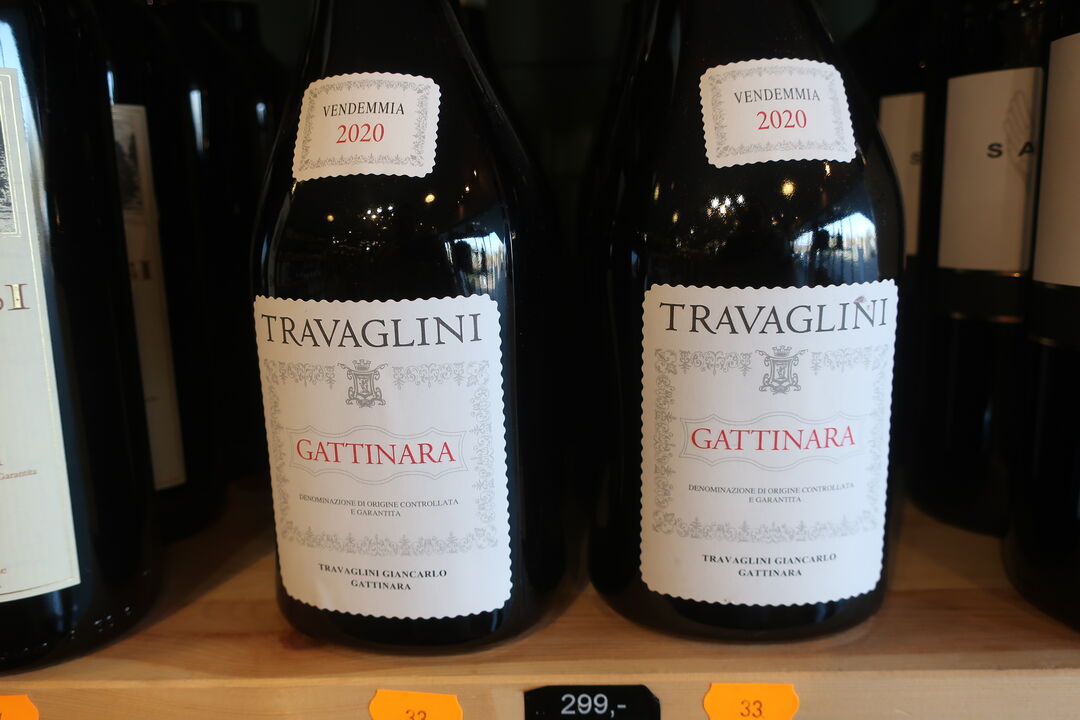 VENDEMMIA
2020
TRAVAGLINI
GATTINARA
DENOMINAZIONE DI ORIGINE CONTROLLATA
E GARANTITA
TRAVAGLINI GIANCARLO
GATTINARA
VENDEMMIA
2020
TRAVAGLINI
GATTINARA
DENOMINAZIONE DI ORIGINE CONTROLLATA
E GARANTITA
TRAVAGLINI GIANCARLO
GATTINARA
S A
33
299,-
33